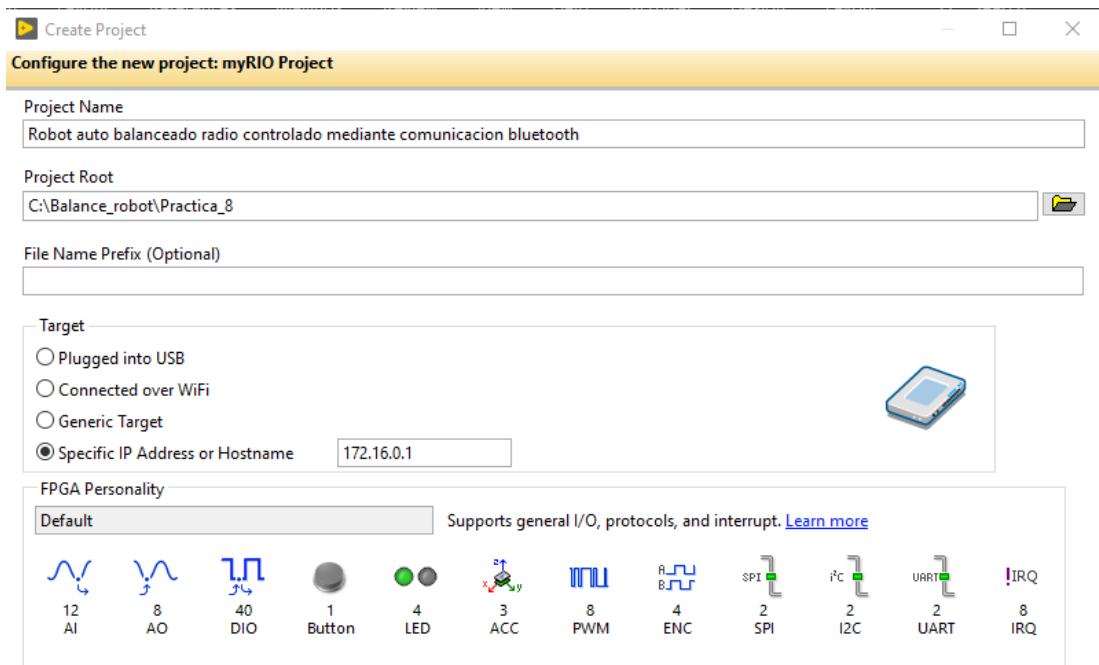 Create Project
Configure the new project: myRIO Project
Project Name
Robot auto balanceado radio controlado mediante comunicacion bluetooth
Project Root
C:\Balance_robot\Practica_8
File Name Prefix (Optional)
Target
Plugged into USB
Connected over WiFi
Generic Target
Specific IP Address or Hostname 172.16.0.1
FPGA Personality
Default Supports general I/O, protocols, and interrupt. Learn more
z x y A B SPI I²C UART !IRQ
12 8 40 1 4 3 8 4 2 2 2 8
AI AO DIO Button LED ACC PWM ENC SPI I2C UART IRQ